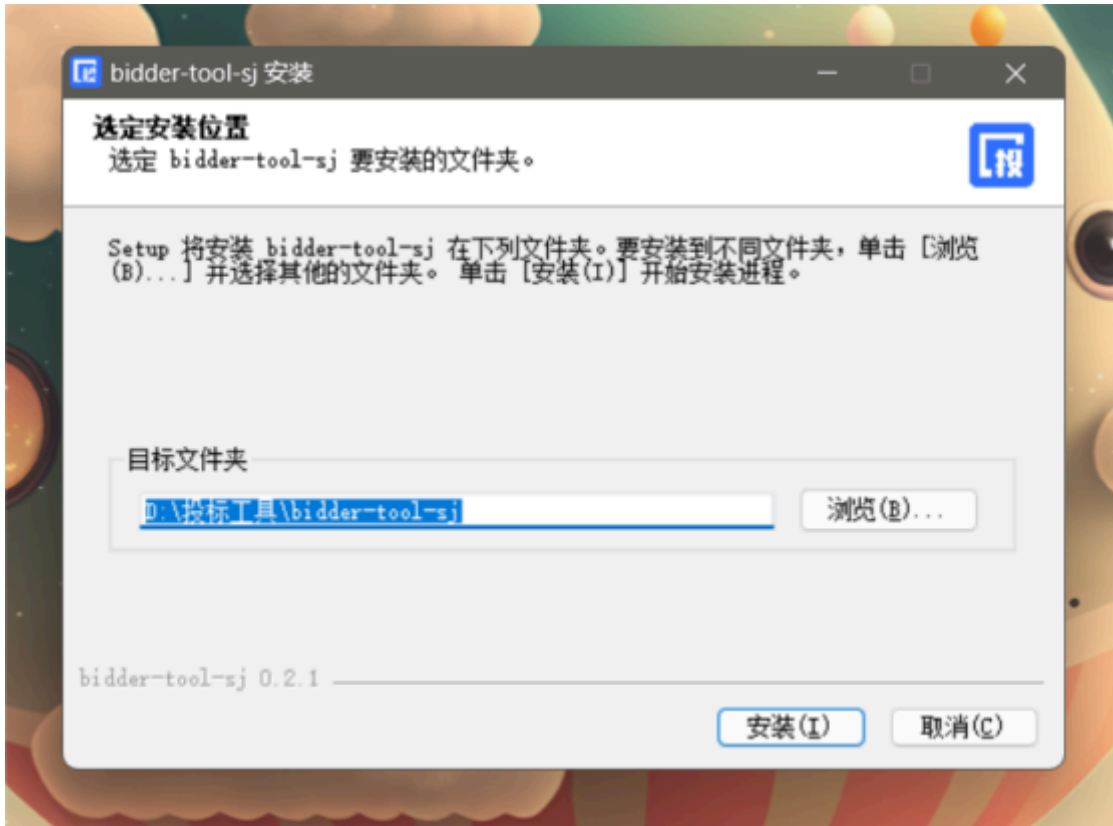 投 bidder-tool-sj 安装
选定安装位置
选定 bidder-tool-sj 要安装的文件夹。
投
Setup 将安装 bidder-tool-sj 在下列文件夹。要安装到不同文件夹，单击 [浏览
(B)...] 并选择其他的文件夹。 单击 [安装(I)] 开始安装进程。
目标文件夹
D:\投标工具\bidder-tool-sj
浏览(B)...
bidder-tool-sj 0.2.1
安装(I)
取消(C)